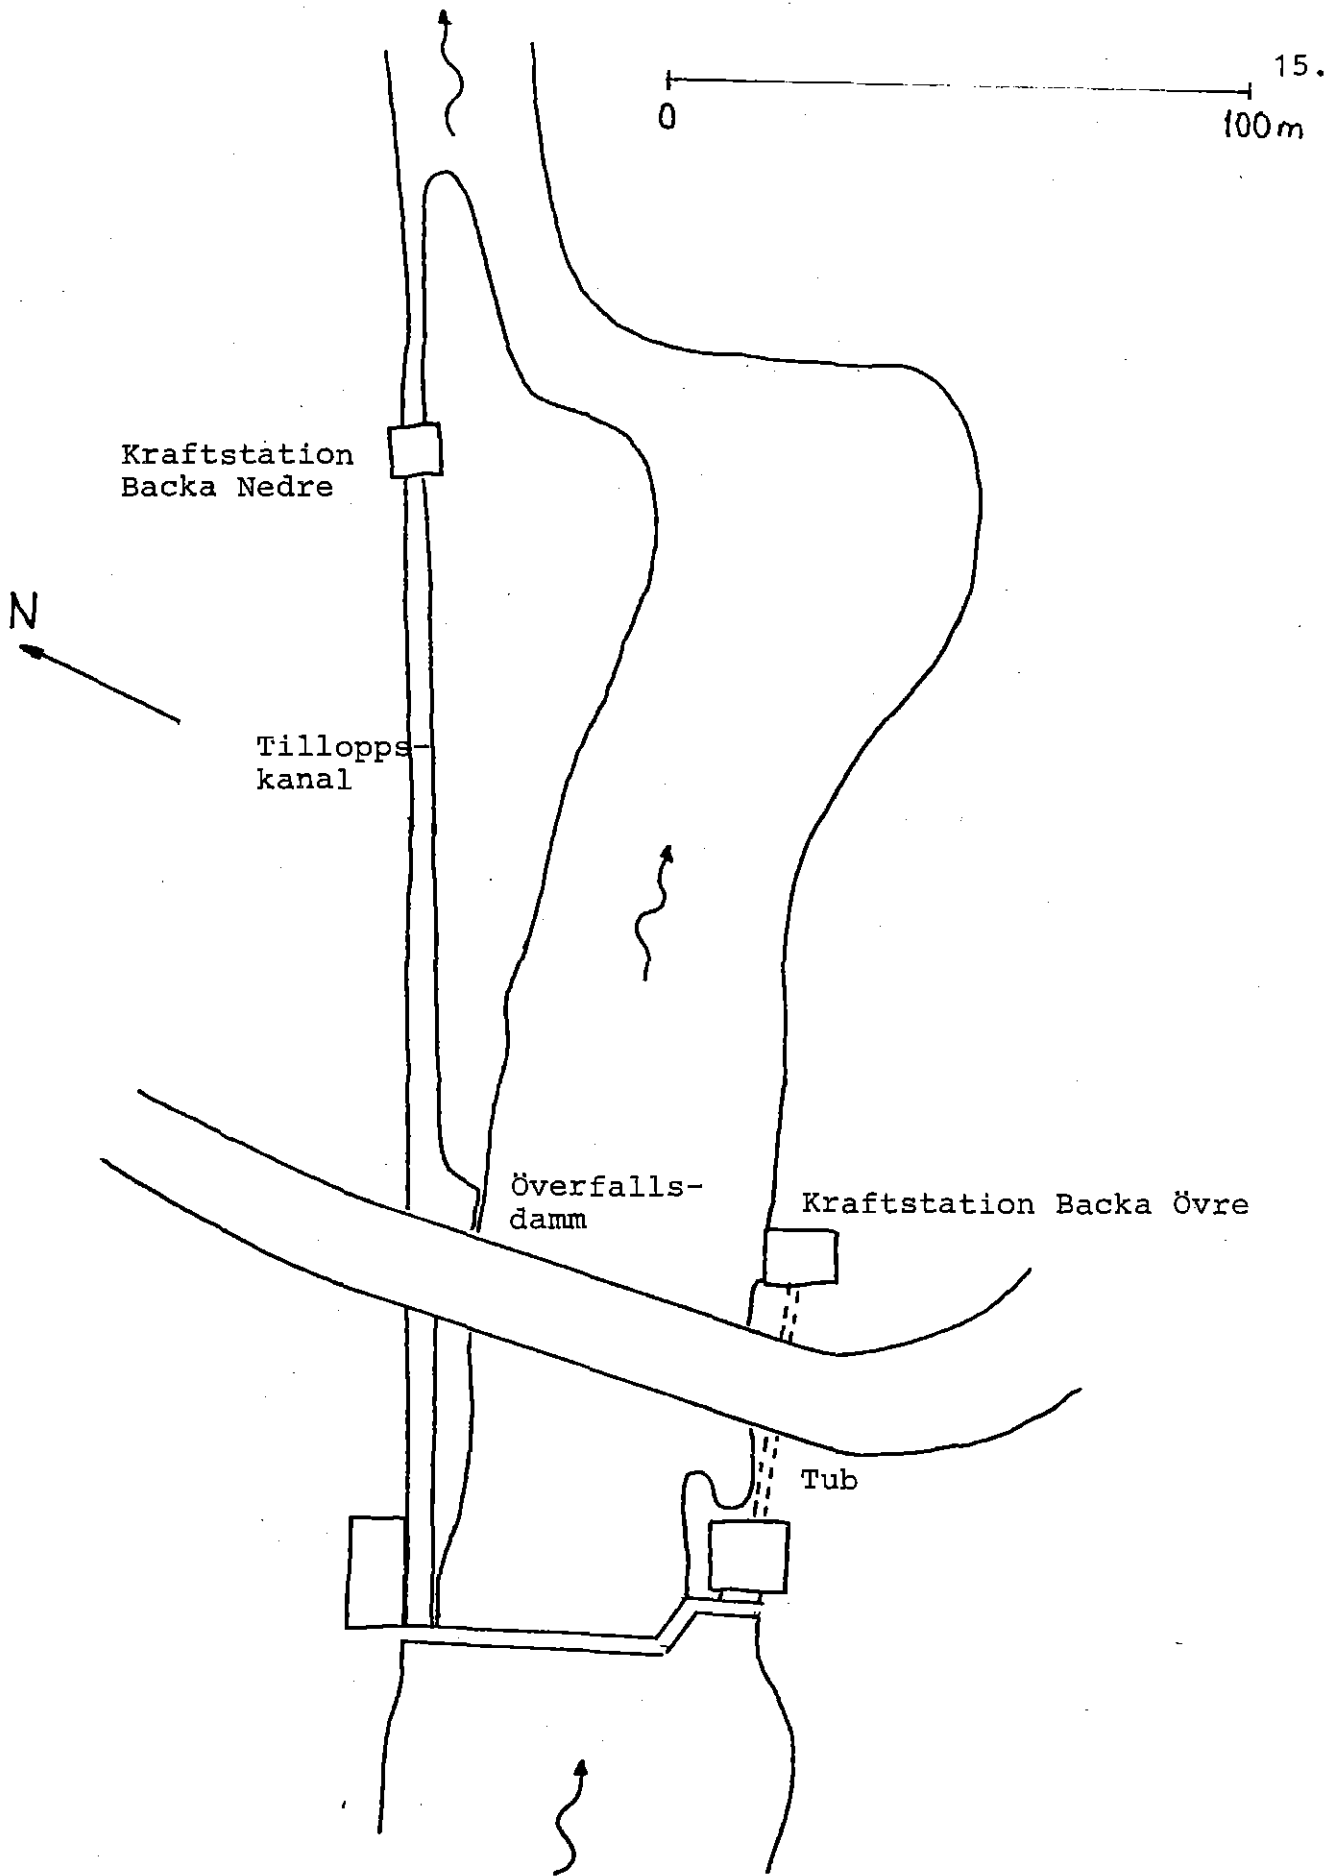 15.
0
100m
Kraftstation
Backa Nedre
N
Tillopps-
kanal
Överfalls-
damm
Kraftstation Backa Övre
Tub